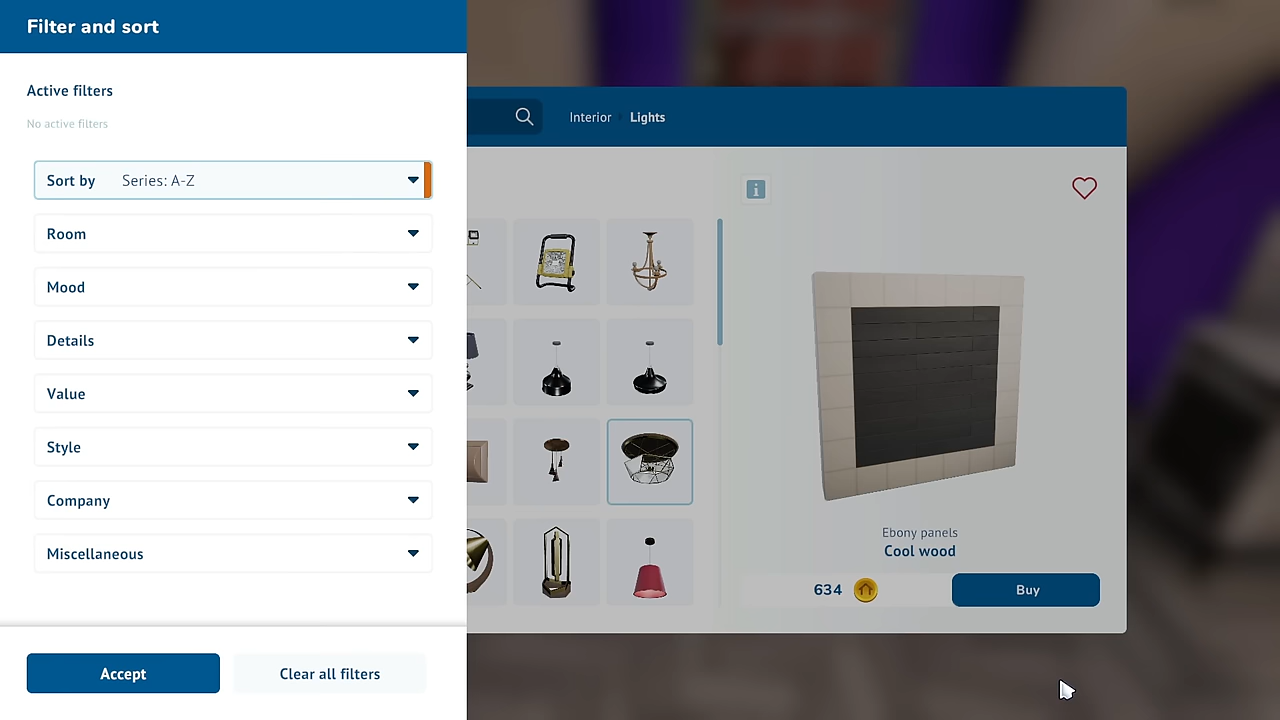 Filter and sort
Active filters
No active filters
Sort by Series: A-Z
Room
Mood
Details
Value
Style
Company
Miscellaneous
Accept Clear all filters
Interior Lights
Ebony panels
Cool wood
634 Buy